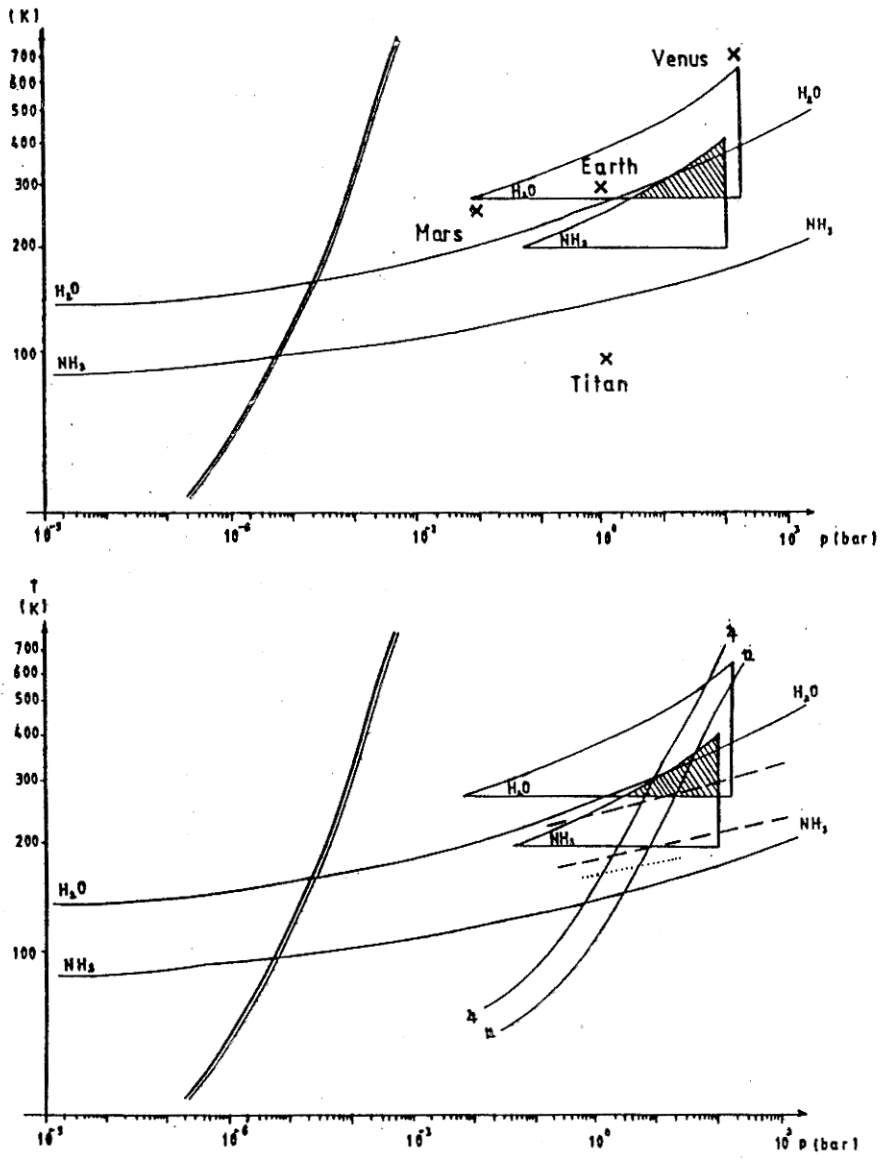 (K)
700
600
500
400
300
200
100
Venus
H₂O
Earth
H₂O
Mars
NH₃
NH₃
H₂O
NH₃
Titan
10⁻⁹ 10⁻⁶ 10⁻³ 10⁰ 10³
p(bar)
T
(K)
700
600
500
400
300
200
100
♃
♄
H₂O
H₂O
NH₃
NH₃
H₂O
NH₃
♃
♄
10⁻⁹ 10⁻⁶ 10⁻³ 10⁰ 10³
p(bar)